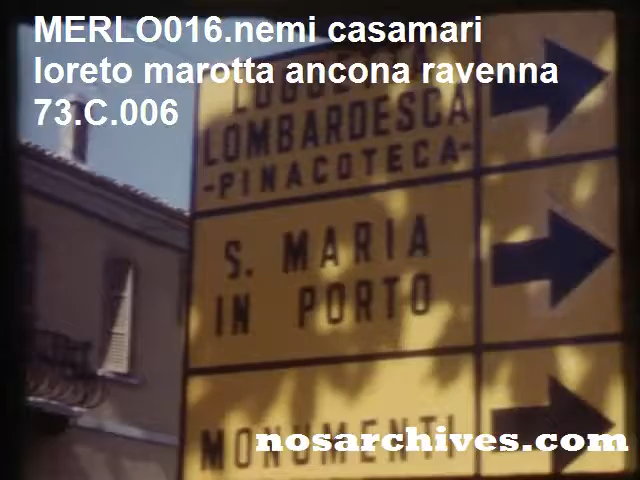 MERLO016.nemi casamari
loreto marotta ancona ravenna
73.C.006
LOMBARDESCA
-PINACOTECA-
S. MARIA
IN PORTO
MONUMENTI
nosarchives.com